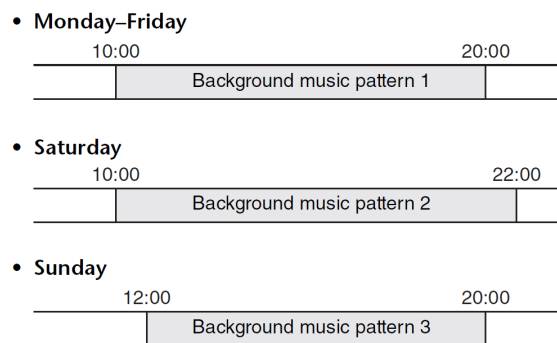 • Monday–Friday
10:00 20:00
Background music pattern 1
• Saturday
10:00 22:00
Background music pattern 2
• Sunday
12:00 20:00
Background music pattern 3